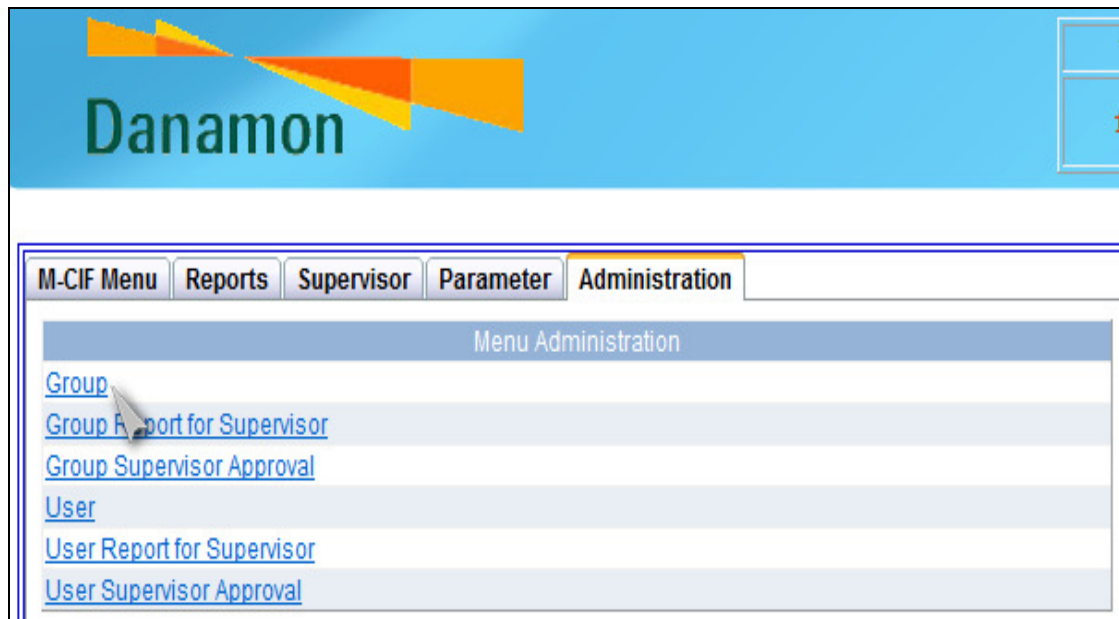 Danamon
M-CIF Menu Reports Supervisor Parameter Administration
Menu Administration
Group
Group Report for Supervisor
Group Supervisor Approval
User
User Report for Supervisor
User Supervisor Approval